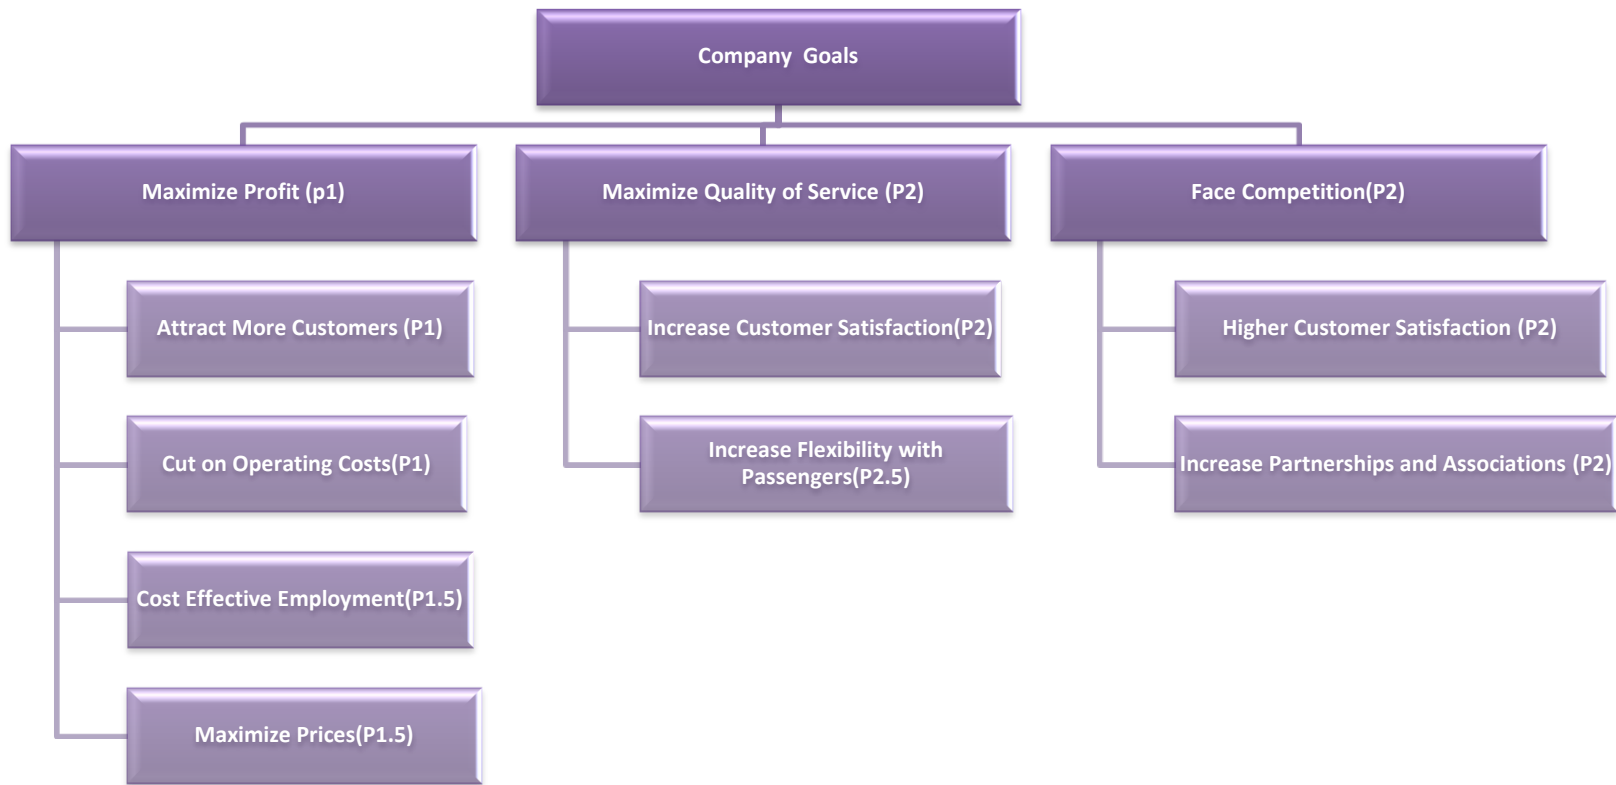 Company  Goals
Maximize Profit (p1)
Maximize Quality of Service (P2)
Face Competition(P2)
Attract More Customers (P1)
Cut on Operating Costs(P1)
Cost Effective Employment(P1.5)
Maximize Prices(P1.5)
Increase Customer Satisfaction(P2)
Increase Flexibility with
Passengers(P2.5)
Higher Customer Satisfaction (P2)
Increase Partnerships and Associations (P2)